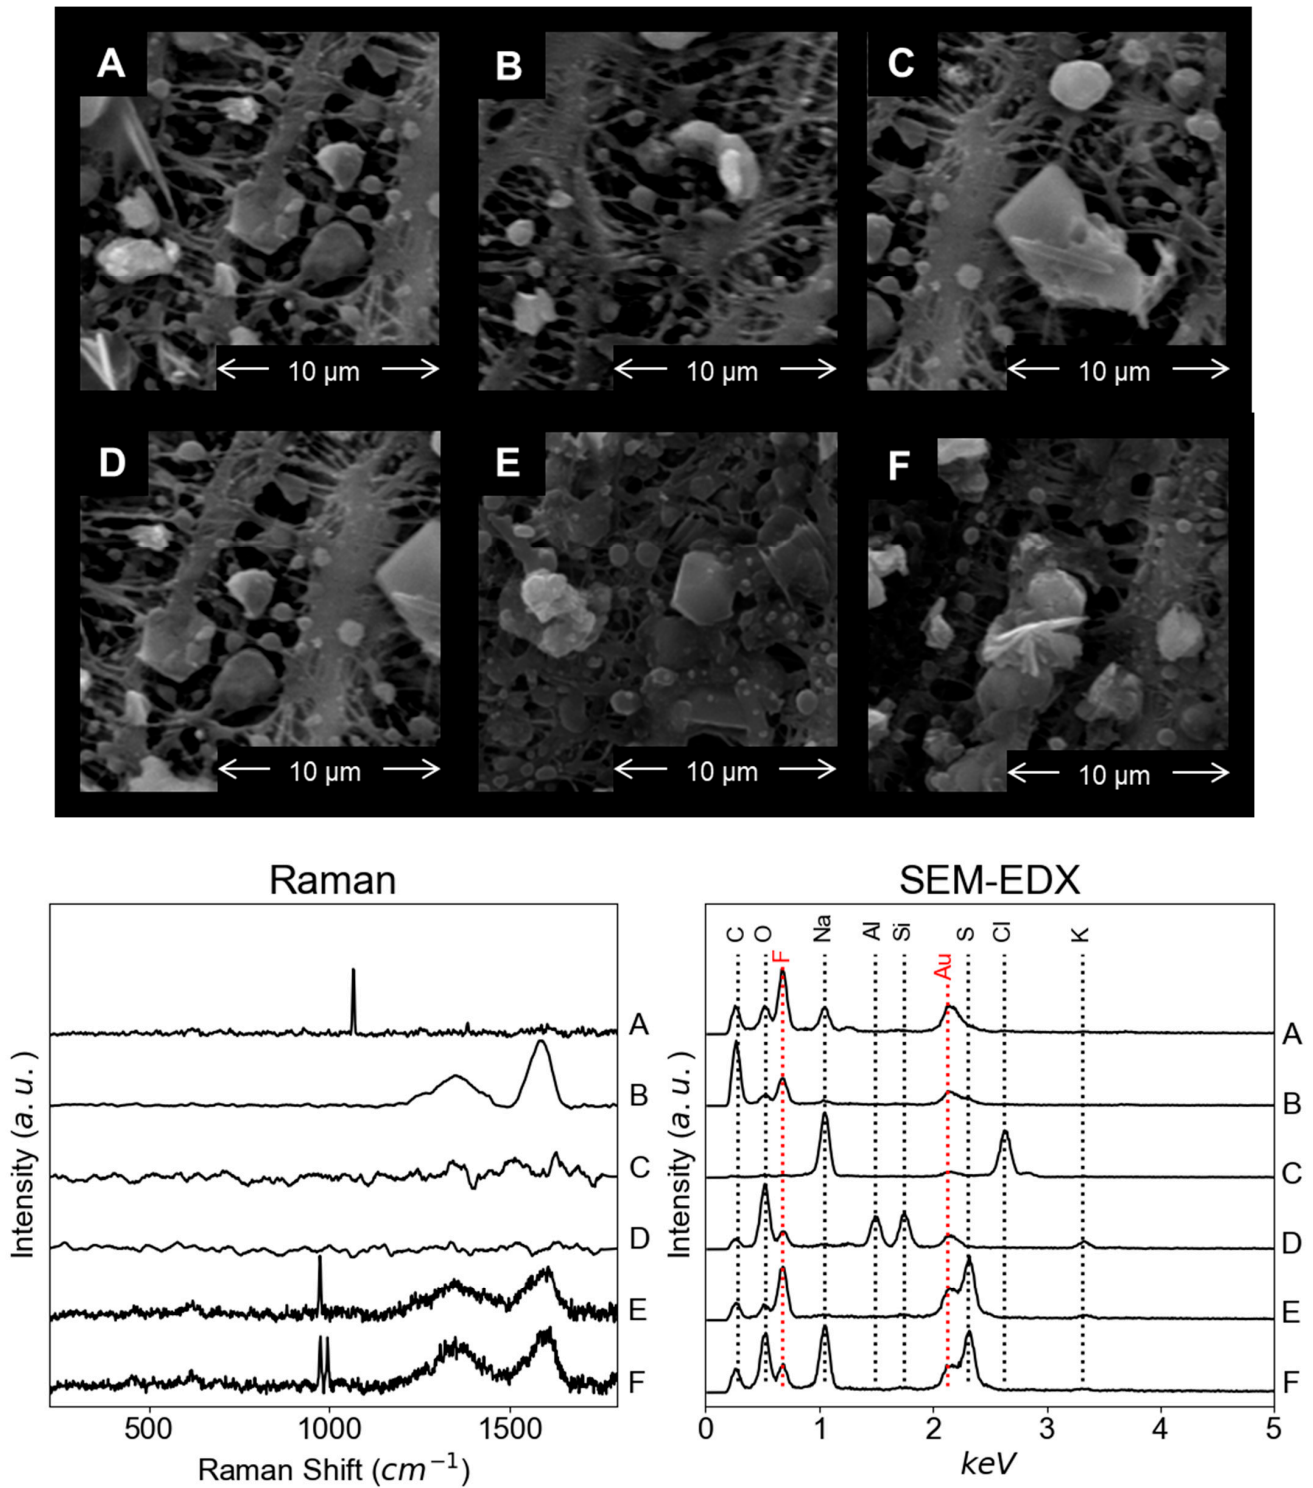 A
B
C
10 µm
10 µm
10 µm
D
E
F
10 µm
10 µm
10 µm
Raman
SEM-EDX
C
O
F
Na
Al
Si
Au
S
Cl
K
A
B
C
D
E
F
A
B
C
D
E
F
Intensity (a. u.)
Intensity (a. u.)
500
1000
1500
0
1
2
3
4
5
Raman Shift (cm⁻¹)
keV